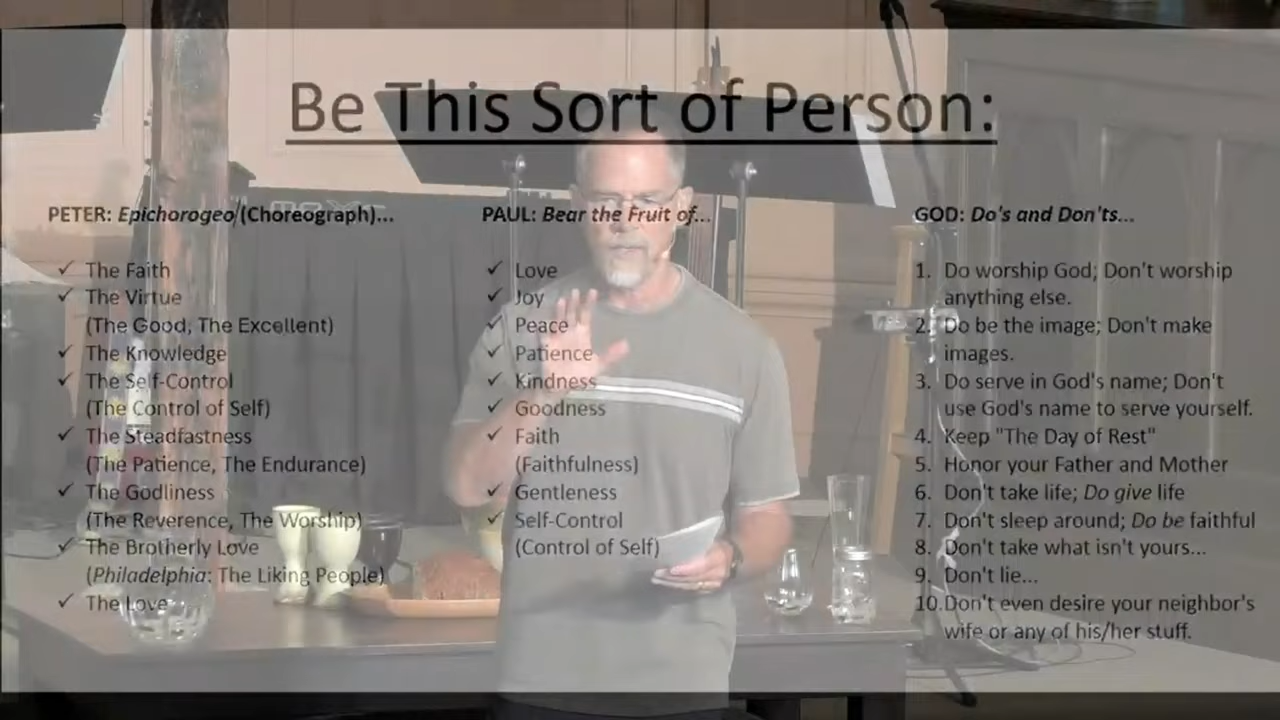 Be This Sort of Person:
PETER: Epichorogeo (Choreograph)...
✓ The Faith
✓ The Virtue
(The Good, The Excellent)
✓ The Knowledge
✓ The Self-Control
(The Control of Self)
✓ The Steadfastness
(The Patience, The Endurance)
✓ The Godliness
(The Reverence, The Worship)
✓ The Brotherly Love
(Philadelphia: The Liking People)
✓ The Love
PAUL: Bear the Fruit of...
✓ Love
✓ Joy
✓ Peace
✓ Patience
✓ Kindness
✓ Goodness
✓ Faith
(Faithfulness)
✓ Gentleness
✓ Self-Control
(Control of Self)
GOD: Do's and Don'ts...
1. Do worship God; Don't worship
anything else.
2. Do be the image; Don't make
images.
3. Do serve in God's name; Don't
use God's name to serve yourself.
4. Keep "The Day of Rest"
5. Honor your Father and Mother
6. Don't take life; Do give life
7. Don't sleep around; Do be faithful
8. Don't take what isn't yours...
9. Don't lie...
10. Don't even desire your neighbor's
wife or any of his/her stuff.